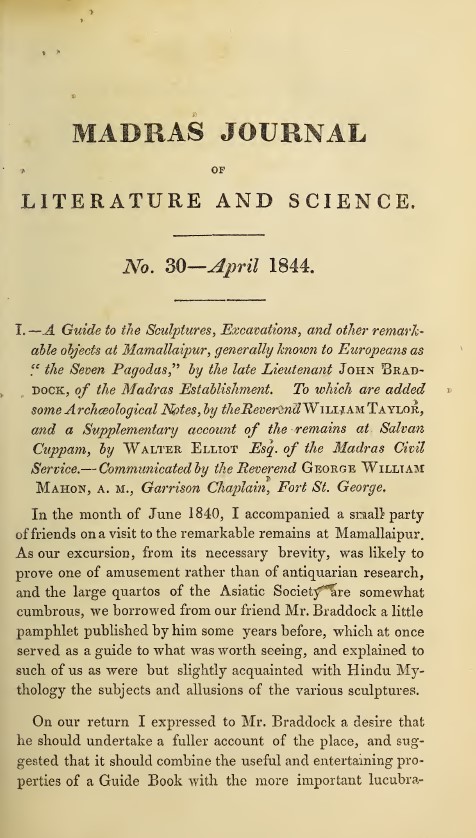 MADRAS JOURNAL
OF
LITERATURE AND SCIENCE.
No. 30—April 1844.
I.—A Guide to the Sculptures, Excavations, and other remark-
able objects at Mamallaipur, generally known to Europeans as
“ the Seven Pagodas,” by the late Lieutenant JOHN BRAD-
DOCK, of the Madras Establishment. To which are added
some Archæological Notes, by the Reverend WILLIAM TAYLOR,
and a Supplementary account of the remains at Salvan
Cuppam, by WALTER ELLIOT Esq. of the Madras Civil
Service.—Communicated by the Reverend GEORGE WILLIAM
MAHON, A. M., Garrison Chaplain, Fort St. George.
In the month of June 1840, I accompanied a small party
of friends on a visit to the remarkable remains at Mamallaipur.
As our excursion, from its necessary brevity, was likely to
prove one of amusement rather than of antiquarian research,
and the large quartos of the Asiatic Society are somewhat
cumbrous, we borrowed from our friend Mr. Braddock a little
pamphlet published by him some years before, which at once
served as a guide to what was worth seeing, and explained to
such of us as were but slightly acquainted with Hindu My-
thology the subjects and allusions of the various sculptures.
On our return I expressed to Mr. Braddock a desire that
he should undertake a fuller account of the place, and sug-
gested that it should combine the useful and entertaining pro-
perties of a Guide Book with the more important lucubra-